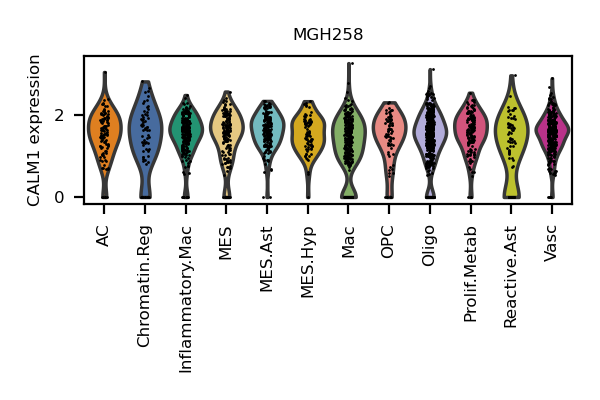 MGH258
CALM1 expression
2
0
AC
Chromatin.Reg
Inflammatory.Mac
MES
MES.Ast
MES.Hyp
Mac
OPC
Oligo
Prolif.Metab
Reactive.Ast
Vasc